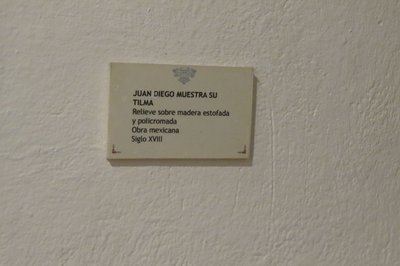 JUAN DIEGO MUESTRA SU
TILMA
Relieve sobre madera estofada
y policromada
Obra mexicana
Siglo XVIII